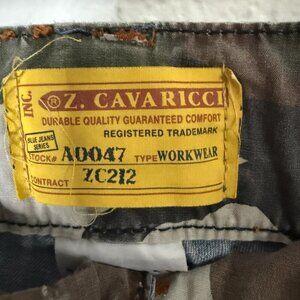 INC.
® Z. CAVARICCI
DURABLE QUALITY GUARANTEED COMFORT
REGISTERED TRADEMARK
BLUE JEANS
SERIES
STOCK# A0047 TYPE WORKWEAR
CONTRACT ZC212